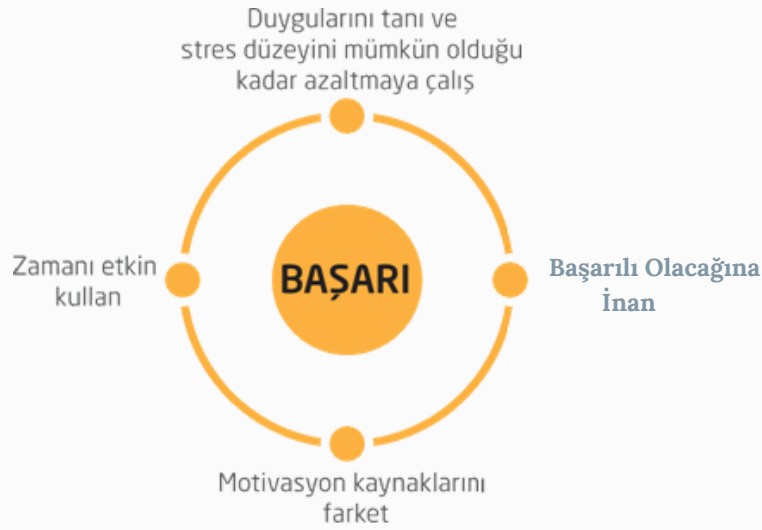 Duygularını tanı ve
stres düzeyini mümkün olduğu
kadar azaltmaya çalış
Zamanı etkin
kullan
BAŞARI
Başarılı Olacağına
İnan
Motivasyon kaynaklarını
farket